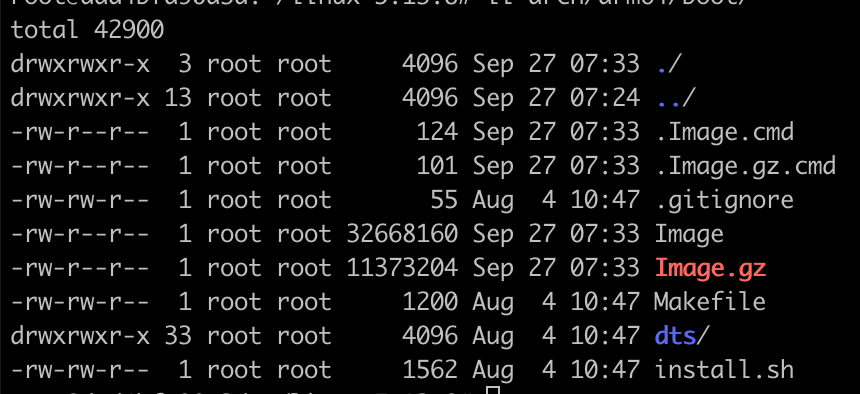 total 42900
drwxrwxr-x  3 root root     4096 Sep 27 07:33 ./
drwxrwxr-x 13 root root     4096 Sep 27 07:24 ../
-rw-r--r--  1 root root      124 Sep 27 07:33 .Image.cmd
-rw-r--r--  1 root root      101 Sep 27 07:33 .Image.gz.cmd
-rw-rw-r--  1 root root       55 Aug  4 10:47 .gitignore
-rw-r--r--  1 root root 32668160 Sep 27 07:33 Image
-rw-r--r--  1 root root 11373204 Sep 27 07:33 Image.gz
-rw-rw-r--  1 root root     1200 Aug  4 10:47 Makefile
drwxrwxr-x 33 root root     4096 Aug  4 10:47 dts/
-rw-rw-r--  1 root root     1562 Aug  4 10:47 install.sh